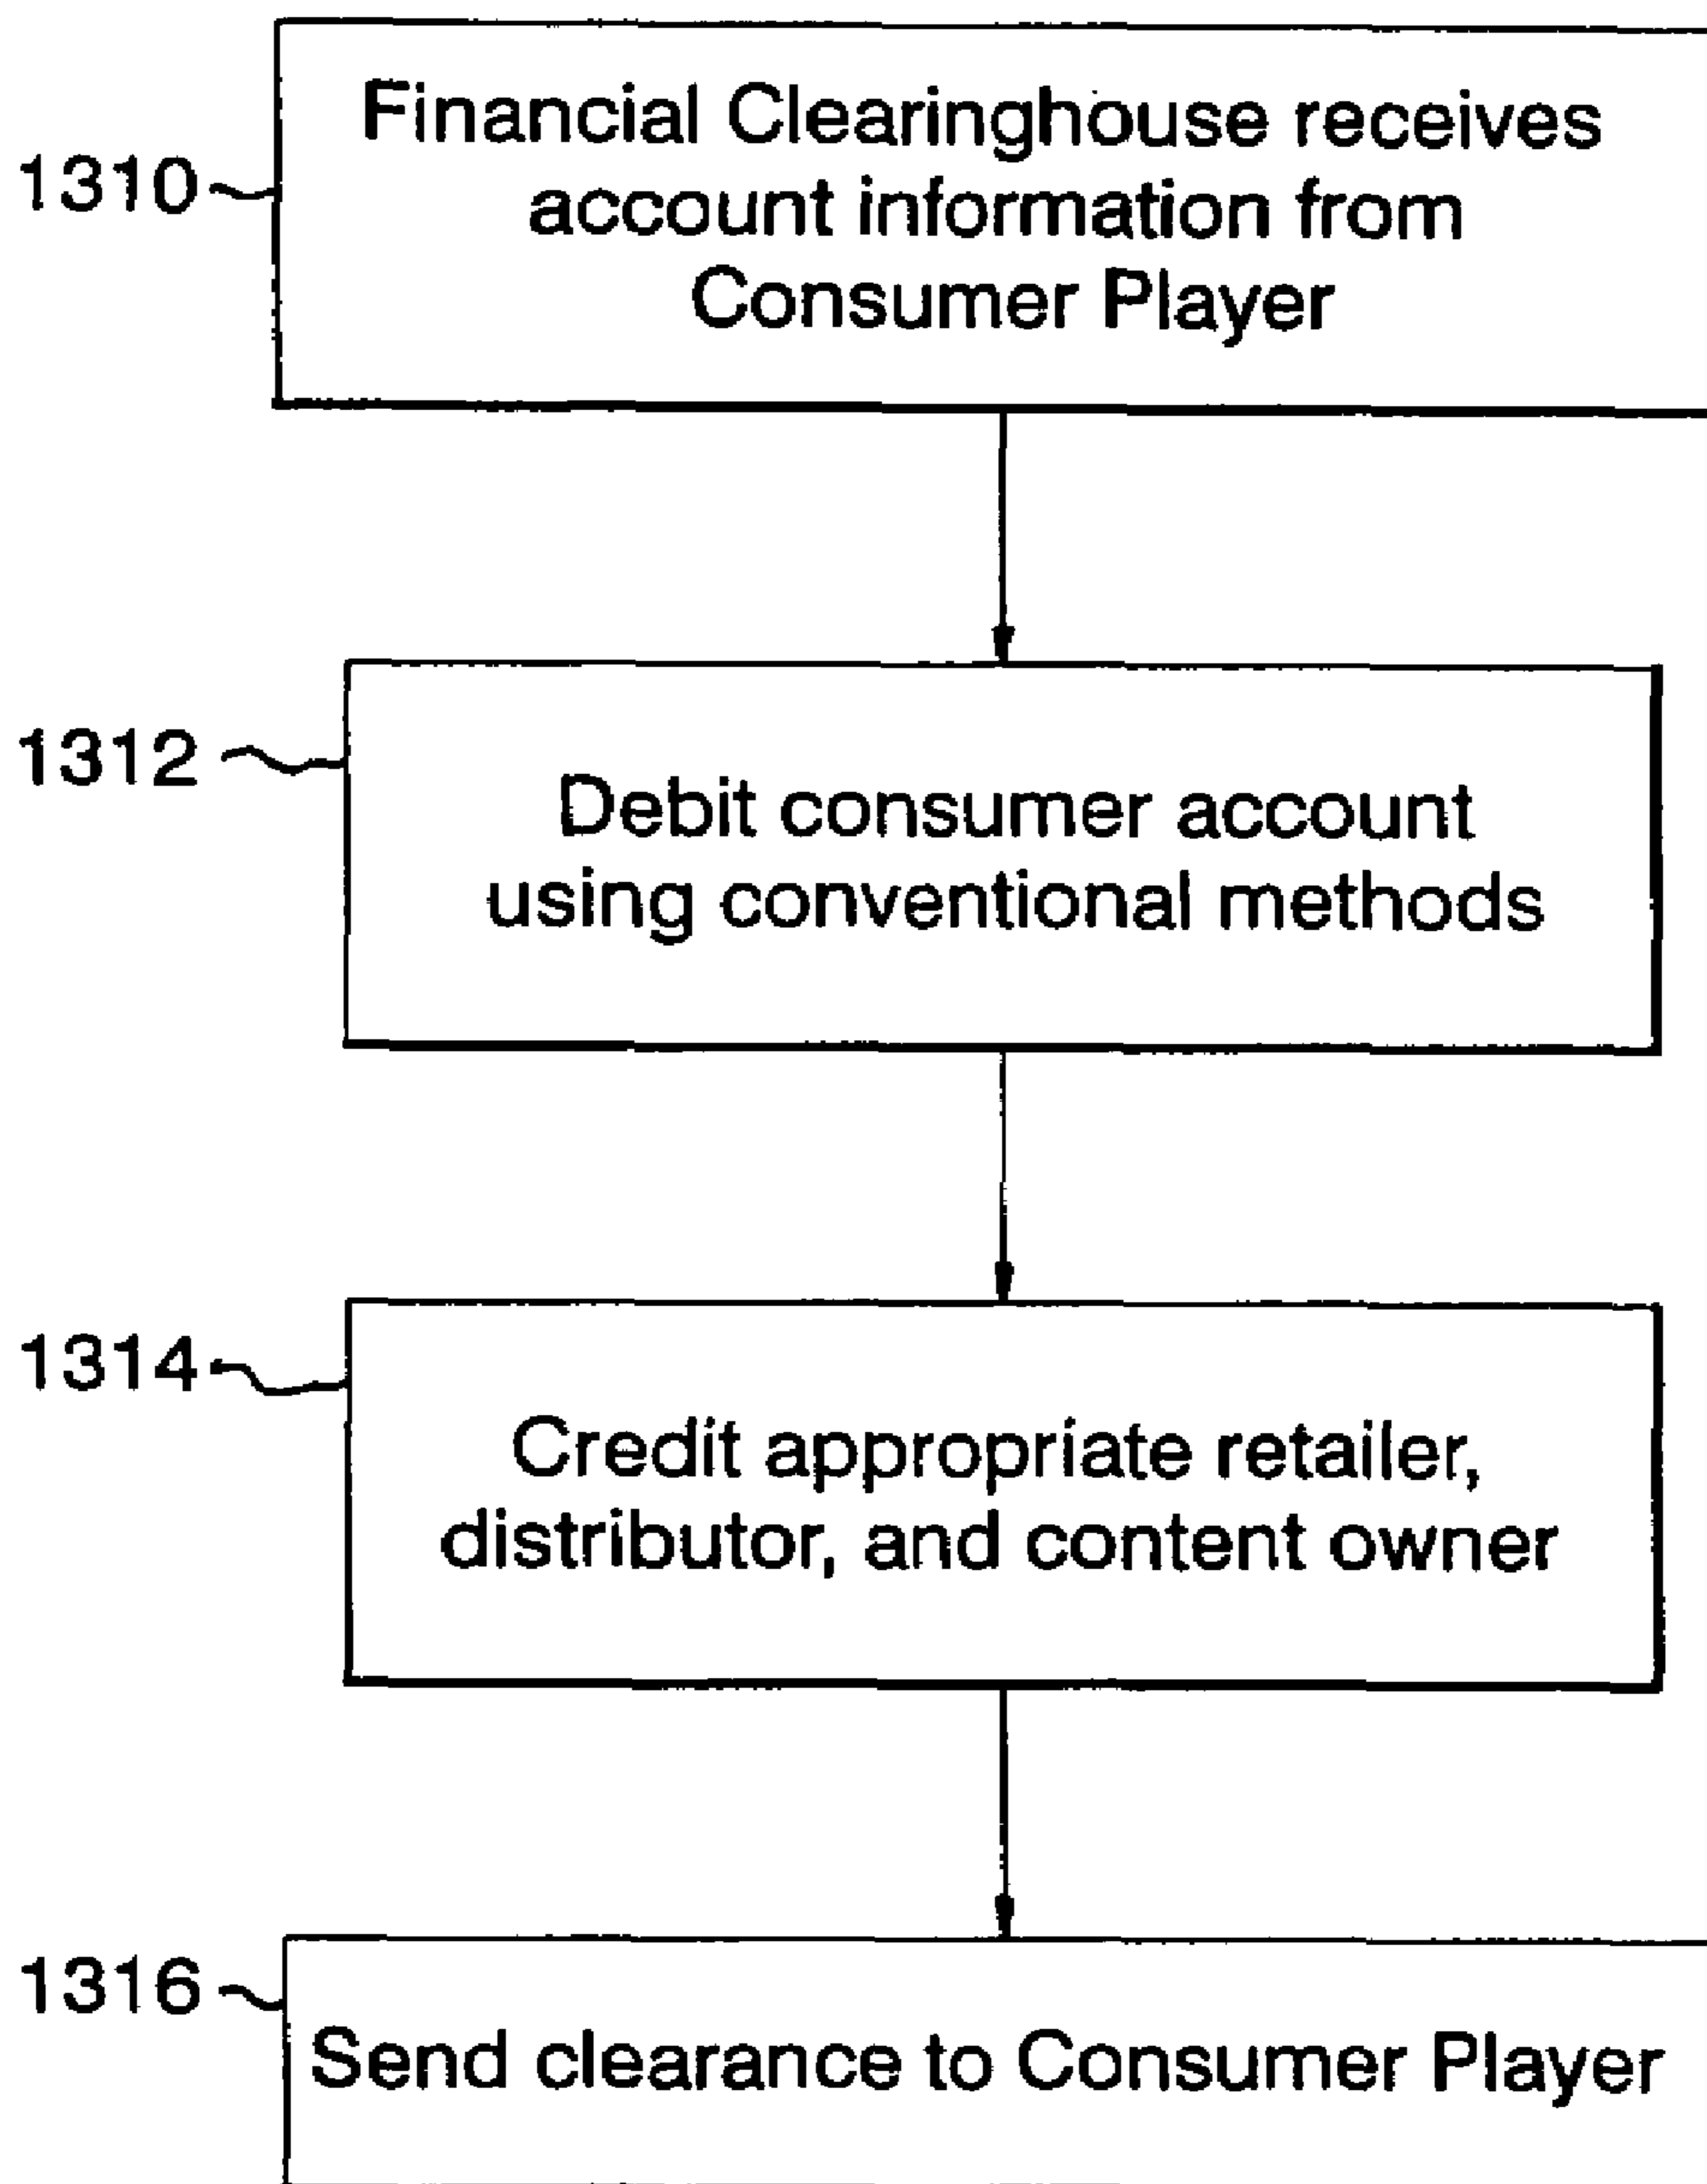 Financial Clearinghouse receives
1310
account information from
Consumer Player
1312
Debit consumer account
using conventional methods
1314
Credit appropriate retailer,
distributor, and content owner
1316
Send clearance to Consumer Player